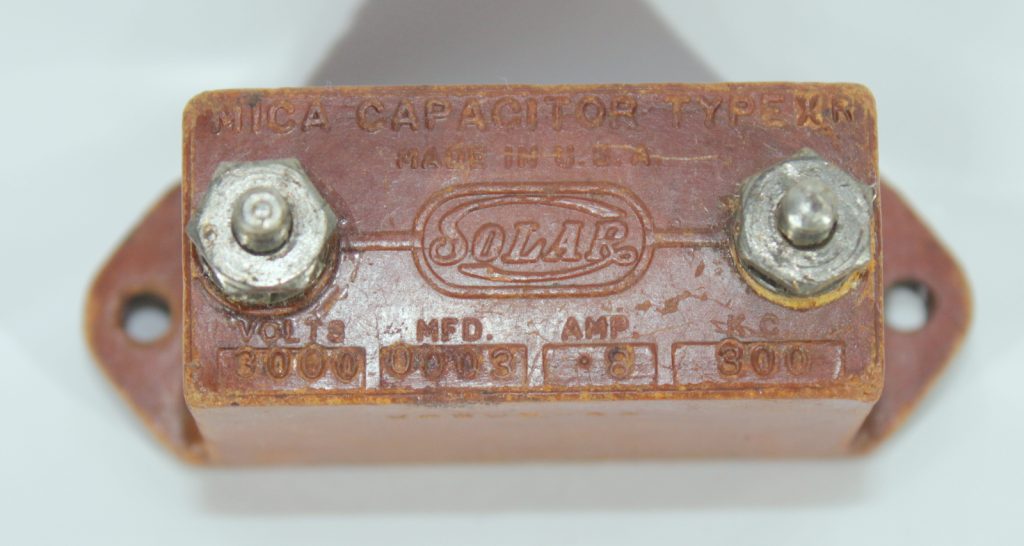 MICA CAPACITOR TYPE XR
MADE IN U.S.A.
SOLAR
VOLTS MFD. AMP. K.C.
3000 0003 .8 300